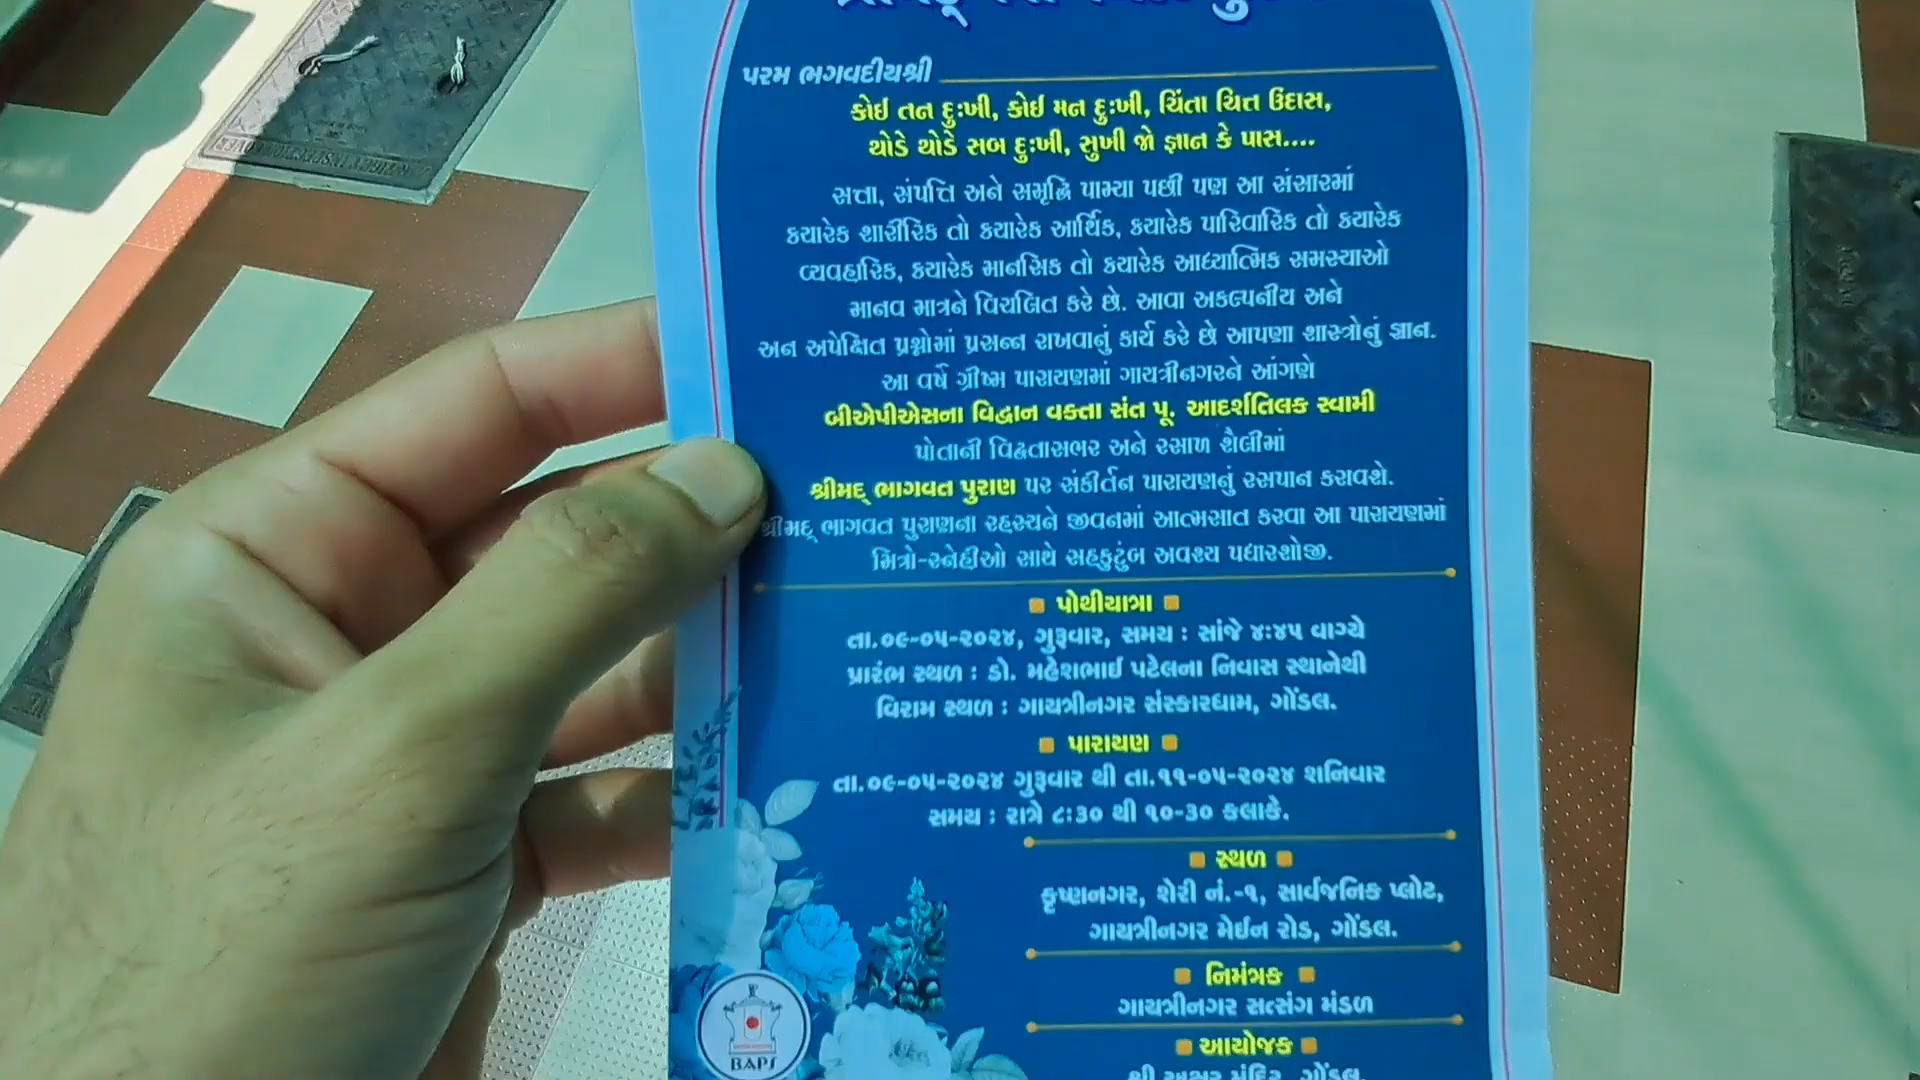 શ્રીમદ્
પરમ ભગવદીયશ્રી
કોઈ તન દુઃખી, કોઈ મન દુઃખી, ચિંતા ચિત્ત ઉદાસ,
થોડે થોડે સબ દુઃખી, સુખી જો જ્ઞાન કે પાસ....
સત્તા, સંપત્તિ અને સમૃદ્ધિ પામ્યા પછી પણ આ સંસારમાં
ક્યારેક શારીરિક તો ક્યારેક આર્થિક, ક્યારેક પારિવારિક તો ક્યારેક
વ્યવહારિક, ક્યારેક માનસિક તો ક્યારેક આધ્યાત્મિક સમસ્યાઓ
માનવ માત્રને વિચલિત કરે છે. આવા અકલ્પનીય અને
અન અપેક્ષિત પ્રશ્નોમાં પ્રસન્ન રાખવાનું કાર્ય કરે છે આપણા શાસ્ત્રોનું જ્ઞાન.
આ વર્ષે ગ્રીષ્મ પારાયણમાં ગાયત્રીનગરને આંગણે
બીએપીએસના વિદ્વાન વક્તા સંત પૂ. આદર્શતિલક સ્વામી
પોતાની વિદ્વતાસભર અને રસાળ શૈલીમાં
શ્રીમદ્ ભાગવત પુરાણ પર સંકીર્તન પારાયણનું રસપાન કરાવશે.
શ્રીમદ્ ભાગવત પુરાણના રહસ્યને જીવનમાં આત્મસાત કરવા આ પારાયણમાં
મિત્રો-સ્નેહીઓ સાથે સહકુટુંબ અવશ્ય પધારશોજી.
પોથીયાત્રા
તા.૦૯-૦૫-૨૦૨૪, ગુરૂવાર, સમય : સાંજે ૪:૪૫ વાગ્યે
પ્રારંભ સ્થળ : ડો. મહેશભાઈ પટેલના નિવાસ સ્થાનેથી
વિરામ સ્થળ : ગાયત્રીનગર સંસ્કારધામ, ગોંડલ.
પારાયણ
તા.૦૯-૦૫-૨૦૨૪ ગુરૂવાર થી તા.૧૧-૦૫-૨૦૨૪ શનિવાર
સમય : રાત્રે ૮:૩૦ થી ૧૦-૩૦ કલાકે.
સ્થળ
કૃષ્ણનગર, શેરી નં.-૧, સાર્વજનિક પ્લોટ,
ગાયત્રીનગર મેઈન રોડ, ગોંડલ.
નિમંત્રક
ગાયત્રીનગર સત્સંગ મંડળ
આયોજક
શ્રી અક્ષર મંદિર, ગોંડલ.
BAPS